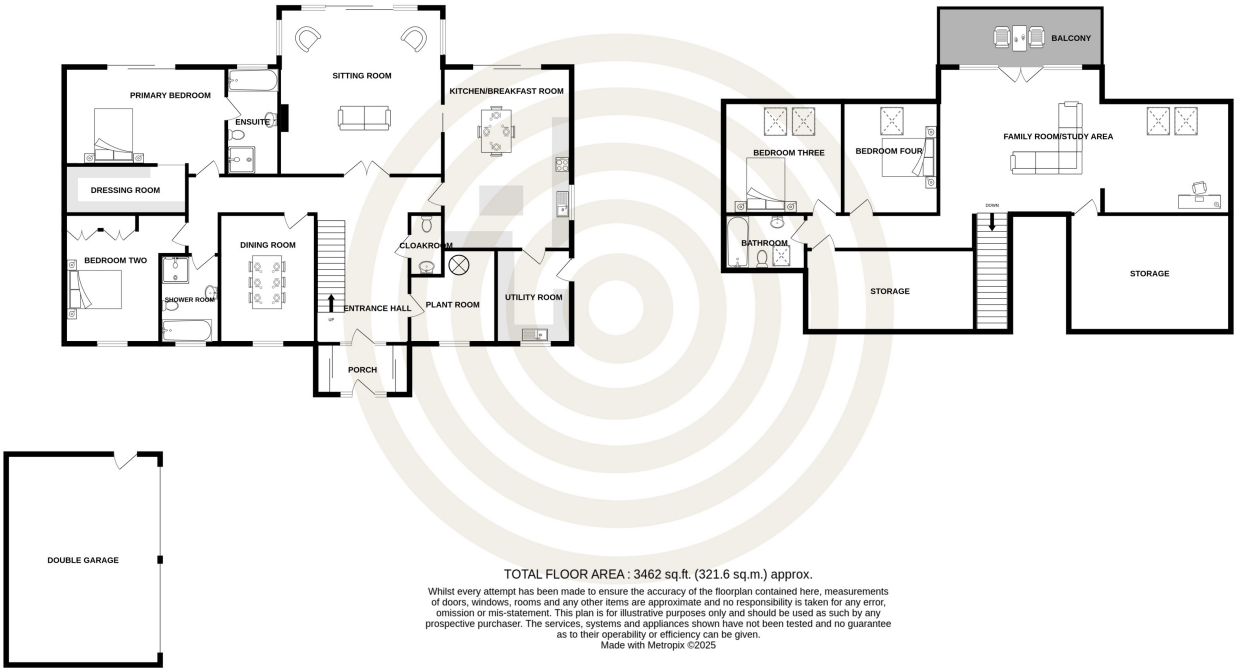 BALCONY
SITTING ROOM
PRIMARY BEDROOM
KITCHEN/BREAKFAST ROOM
ENSUITE
FAMILY ROOM/STUDY AREA
BEDROOM THREE
BEDROOM FOUR
DRESSING ROOM
DOWN
DINING ROOM
CLOAKROOM
BATHROOM
BEDROOM TWO
STORAGE
STORAGE
SHOWER ROOM
UTILITY ROOM
PLANT ROOM
ENTRANCE HALL
UP
PORCH
DOUBLE GARAGE
TOTAL FLOOR AREA : 3462 sq.ft. (321.6 sq.m.) approx.
Whilst every attempt has been made to ensure the accuracy of the floorplan contained here, measurements
of doors, windows, rooms and any other items are approximate and no responsibility is taken for any error,
omission or mis-statement. This plan is for illustrative purposes only and should be used as such by any
prospective purchaser. The services, systems and appliances shown have not been tested and no guarantee
as to their operability or efficiency can be given.
Made with Metropix ©2025